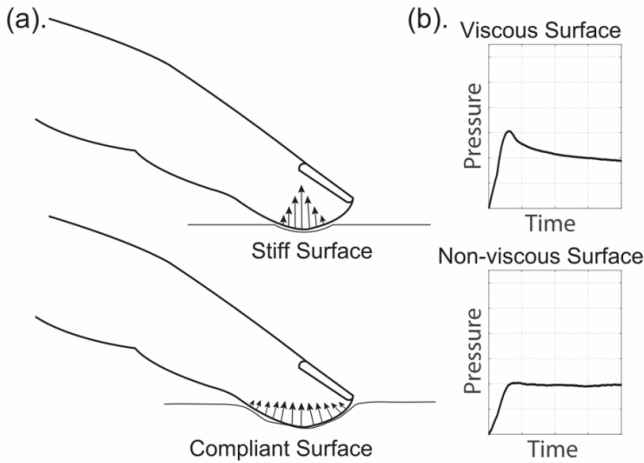 (a).
Stiff Surface
Compliant Surface
(b).
Viscous Surface
Pressure
Time
Non-viscous Surface
Pressure
Time